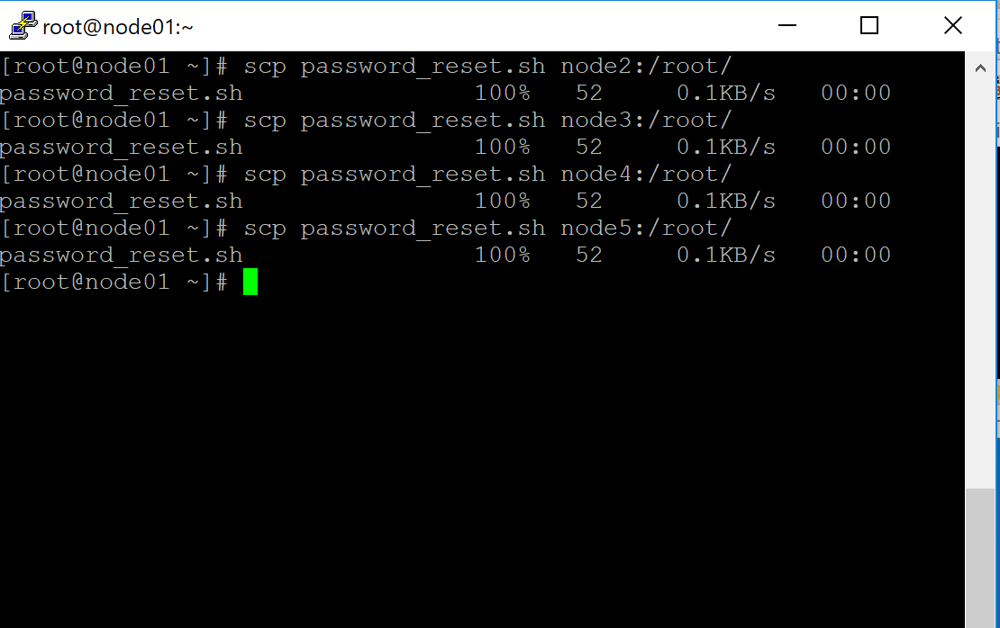 root@node01:~
[root@node01 ~]# scp password_reset.sh node2:/root/
password_reset.sh 100% 52 0.1KB/s 00:00
[root@node01 ~]# scp password_reset.sh node3:/root/
password_reset.sh 100% 52 0.1KB/s 00:00
[root@node01 ~]# scp password_reset.sh node4:/root/
password_reset.sh 100% 52 0.1KB/s 00:00
[root@node01 ~]# scp password_reset.sh node5:/root/
password_reset.sh 100% 52 0.1KB/s 00:00
[root@node01 ~]#